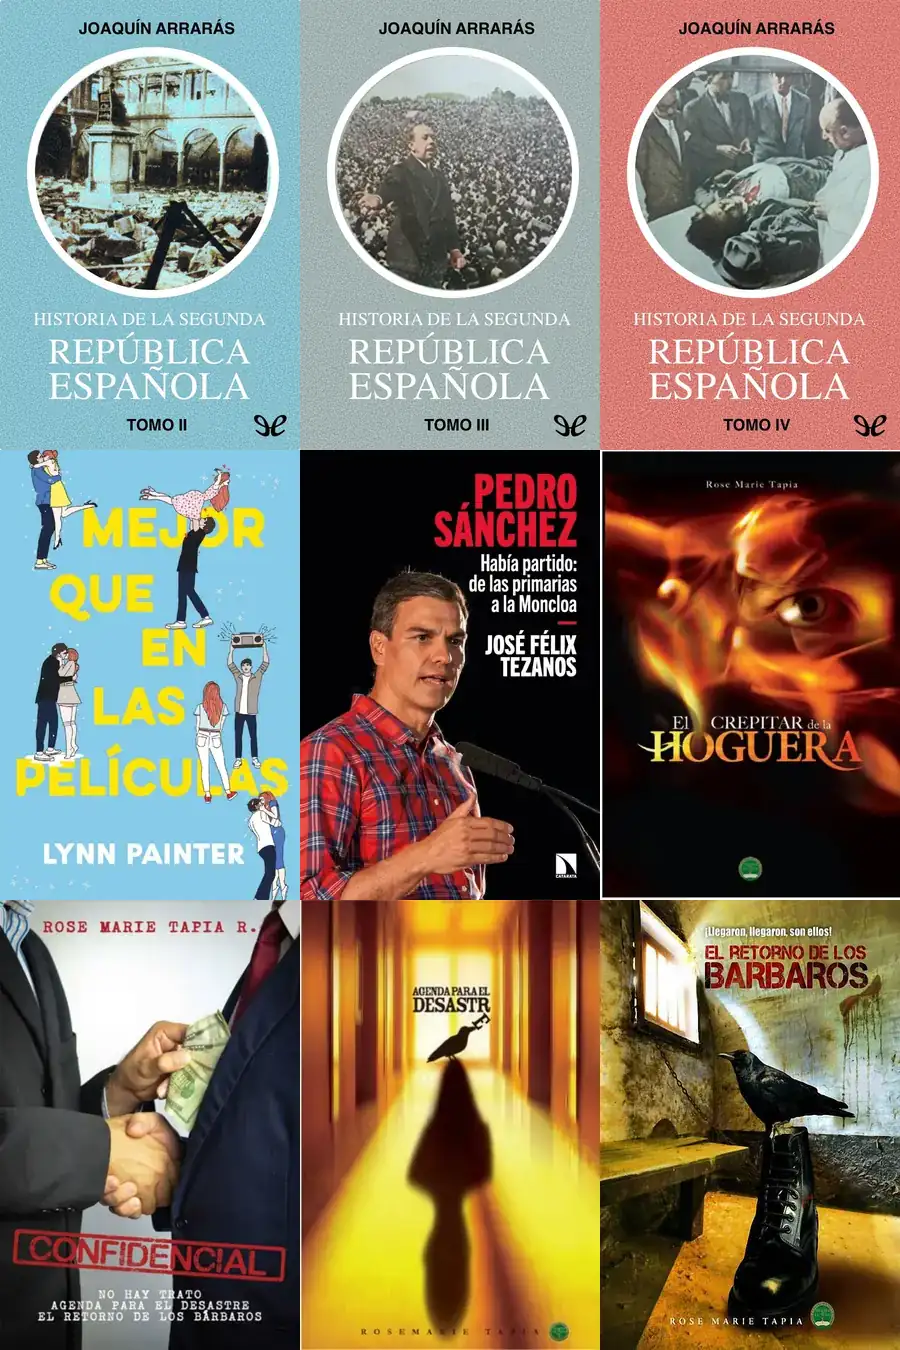 JOAQUÍN ARRARÁS
HISTORIA DE LA SEGUNDA
REPÚBLICA
ESPAÑOLA
TOMO II
JOAQUÍN ARRARÁS
HISTORIA DE LA SEGUNDA
REPÚBLICA
ESPAÑOLA
TOMO III
JOAQUÍN ARRARÁS
HISTORIA DE LA SEGUNDA
REPÚBLICA
ESPAÑOLA
TOMO IV
MEJOR
QUE
EN
LAS
PELÍCULAS
LYNN PAINTER
PEDRO
SÁNCHEZ
Había partido:
de las primarias
a la Moncloa
JOSÉ FÉLIX
TEZANOS
CATARATA
Rose Marie Tapia
El CREPITAR de la
HOGUERA
ROSE MARIE TAPIA R.
CONFIDENCIAL
NO HAY TRATO
AGENDA PARA EL DESASTRE
EL RETORNO DE LOS BÁRBAROS
AGENDA PARA EL
DESASTRE
ROSEMARIE TAPIA
¡Llegaron, llegaron, son ellos!
EL RETORNO DE LOS
BARBAROS
ROSE MARIE TAPIA